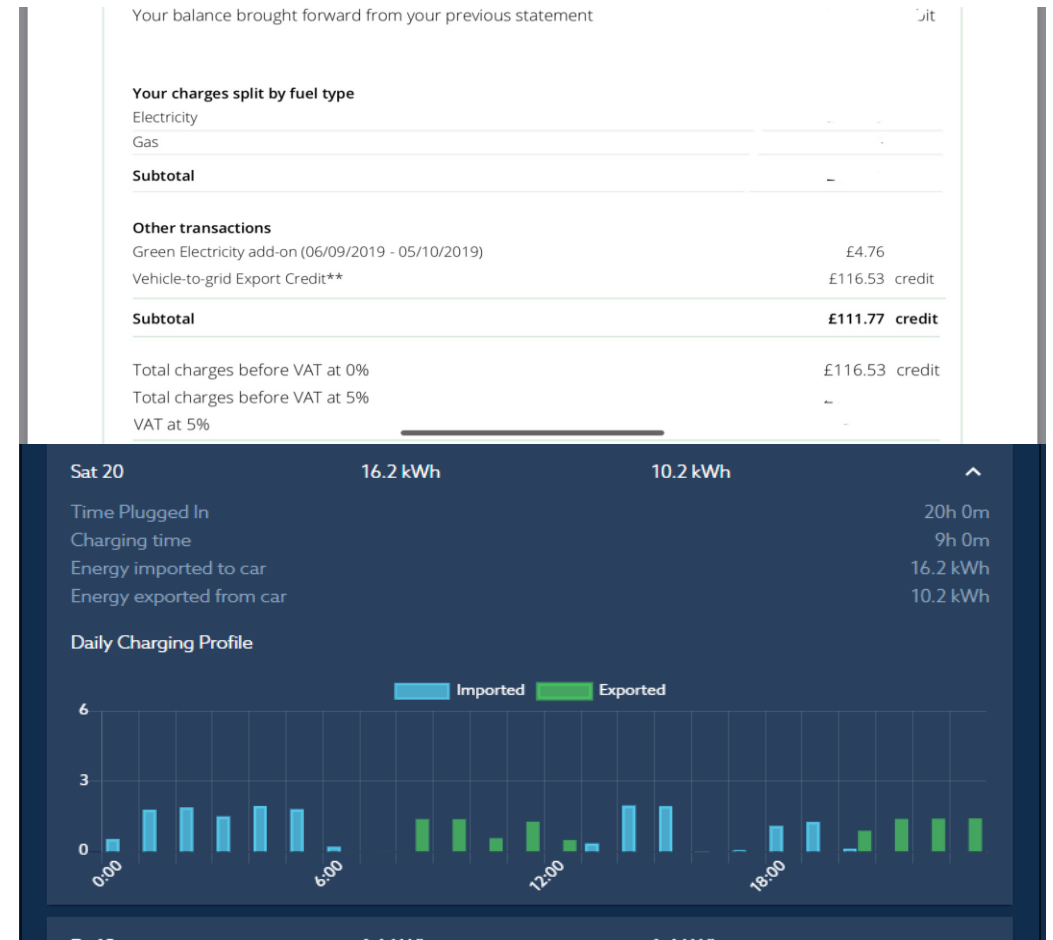 Your balance brought forward from your previous statement
Your charges split by fuel type
Electricity
Gas
Subtotal
Other transactions
Green Electricity add-on (06/09/2019 - 05/10/2019) £4.76
Vehicle-to-grid Export Credit** £116.53 credit
Subtotal £111.77 credit
Total charges before VAT at 0% £116.53 credit
Total charges before VAT at 5%
VAT at 5%
Sat 20 16.2 kWh 10.2 kWh
Time Plugged In 20h 0m
Charging time 9h 0m
Energy imported to car 16.2 kWh
Energy exported from car 10.2 kWh
Daily Charging Profile
Imported Exported
6
3
0
0:00 6:00 12:00 18:00